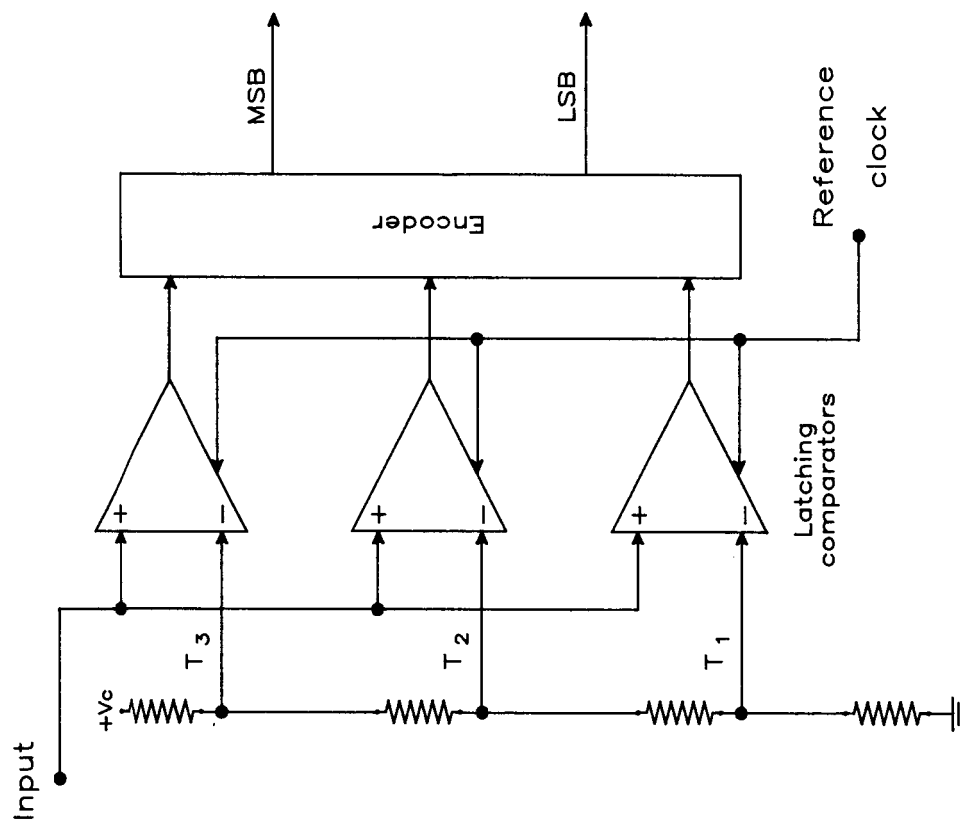 Input
+Vc
T3
T2
T1
+
−
+
−
+
−
Latching
comparators
Encoder
MSB
LSB
Reference
clock